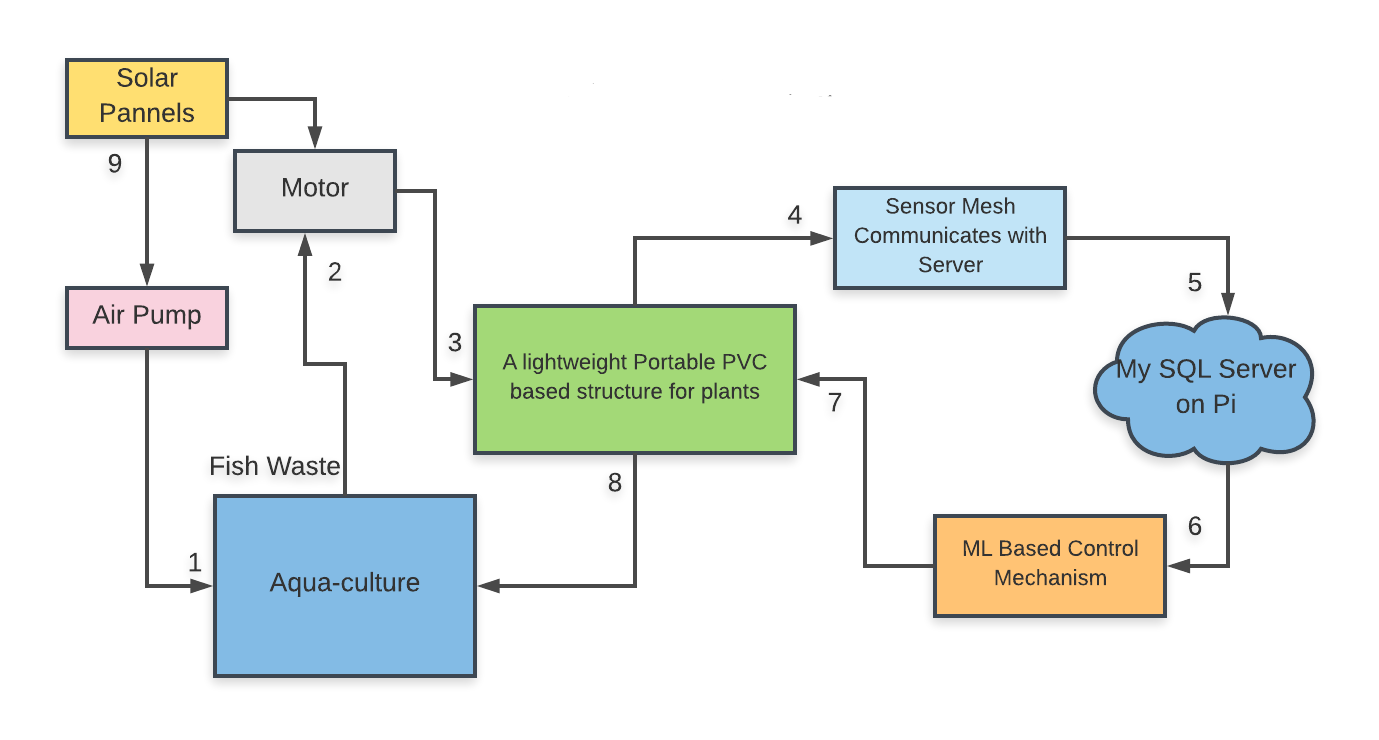 Solar
Pannels
9
Motor
2
Air Pump
3
4
Sensor Mesh
Communicates with
Server
5
A lightweight Portable PVC
based structure for plants
7
My SQL Server
on Pi
Fish Waste
8
6
1
Aqua-culture
ML Based Control
Mechanism